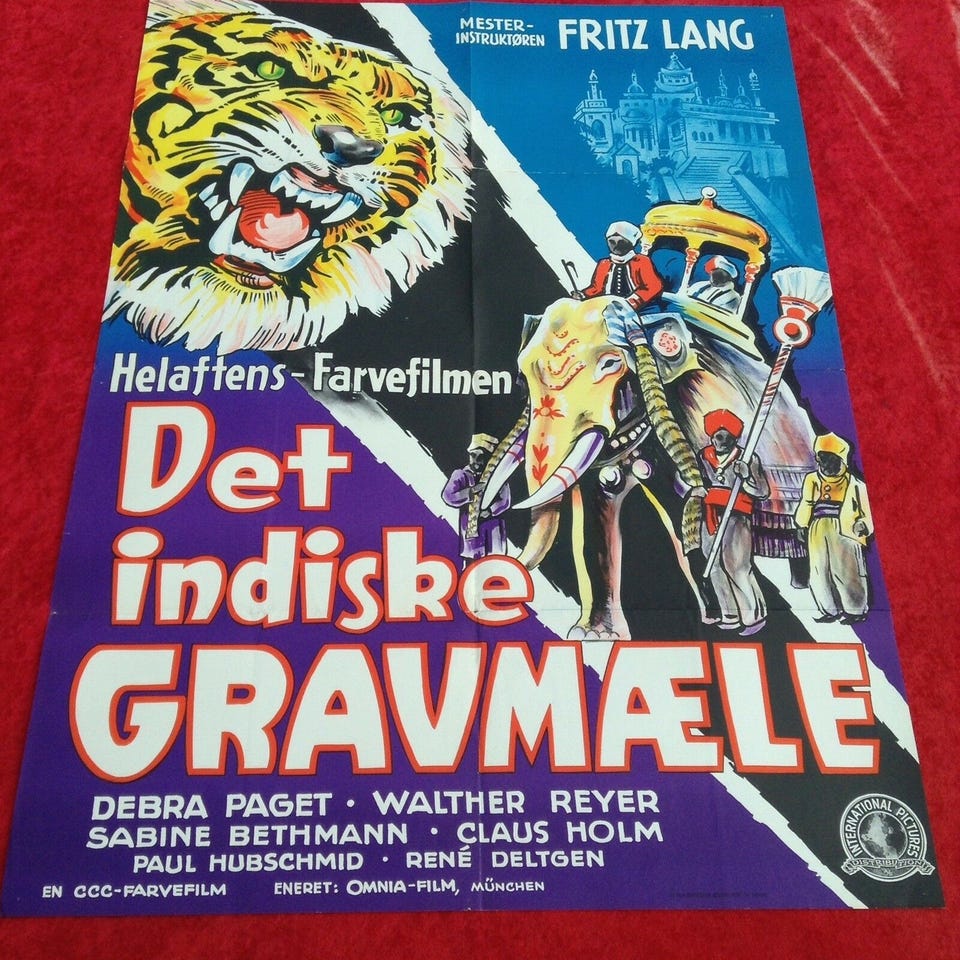 MESTER-
INSTRUKTØREN FRITZ LANG
Helaftens - Farvefilmen
Det
indiske
GRAVMÆLE
DEBRA PAGET · WALTHER REYER
SABINE BETHMANN · CLAUS HOLM
PAUL HUBSCHMID · RENÉ DELTGEN
EN CCC-FARVEFILM ENERET: OMNIA-FILM, MÜNCHEN
INTERNATIONAL PICTURES
DISTRIBUTION